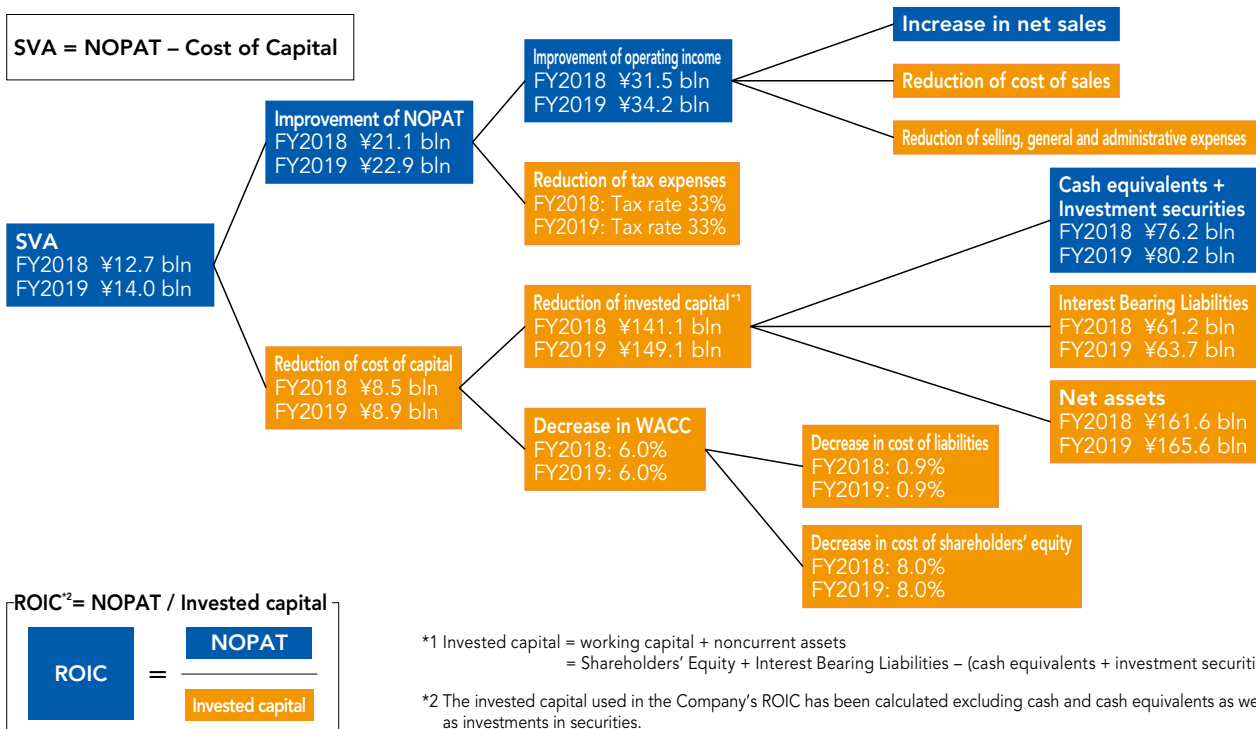 SVA = NOPAT – Cost of Capital
SVA
FY2018 ¥12.7 bln
FY2019 ¥14.0 bln
Improvement of NOPAT
FY2018 ¥21.1 bln
FY2019 ¥22.9 bln
Reduction of cost of capital
FY2018 ¥8.5 bln
FY2019 ¥8.9 bln
Improvement of operating income
FY2018 ¥31.5 bln
FY2019 ¥34.2 bln
Reduction of tax expenses
FY2018: Tax rate 33%
FY2019: Tax rate 33%
Reduction of invested capital*1
FY2018 ¥141.1 bln
FY2019 ¥149.1 bln
Decrease in WACC
FY2018: 6.0%
FY2019: 6.0%
Increase in net sales
Reduction of cost of sales
Reduction of selling, general and administrative expenses
Cash equivalents +
Investment securities
FY2018 ¥76.2 bln
FY2019 ¥80.2 bln
Interest Bearing Liabilities
FY2018 ¥61.2 bln
FY2019 ¥63.7 bln
Net assets
FY2018 ¥161.6 bln
FY2019 ¥165.6 bln
Decrease in cost of liabilities
FY2018: 0.9%
FY2019: 0.9%
Decrease in cost of shareholders' equity
FY2018: 8.0%
FY2019: 8.0%
ROIC*2= NOPAT / Invested capital
ROIC = NOPAT
Invested capital
*1 Invested capital = working capital + noncurrent assets
= Shareholders' Equity + Interest Bearing Liabilities – (cash equivalents + investment securiti
*2 The invested capital used in the Company's ROIC has been calculated excluding cash and cash equivalents as we
as investments in securities.